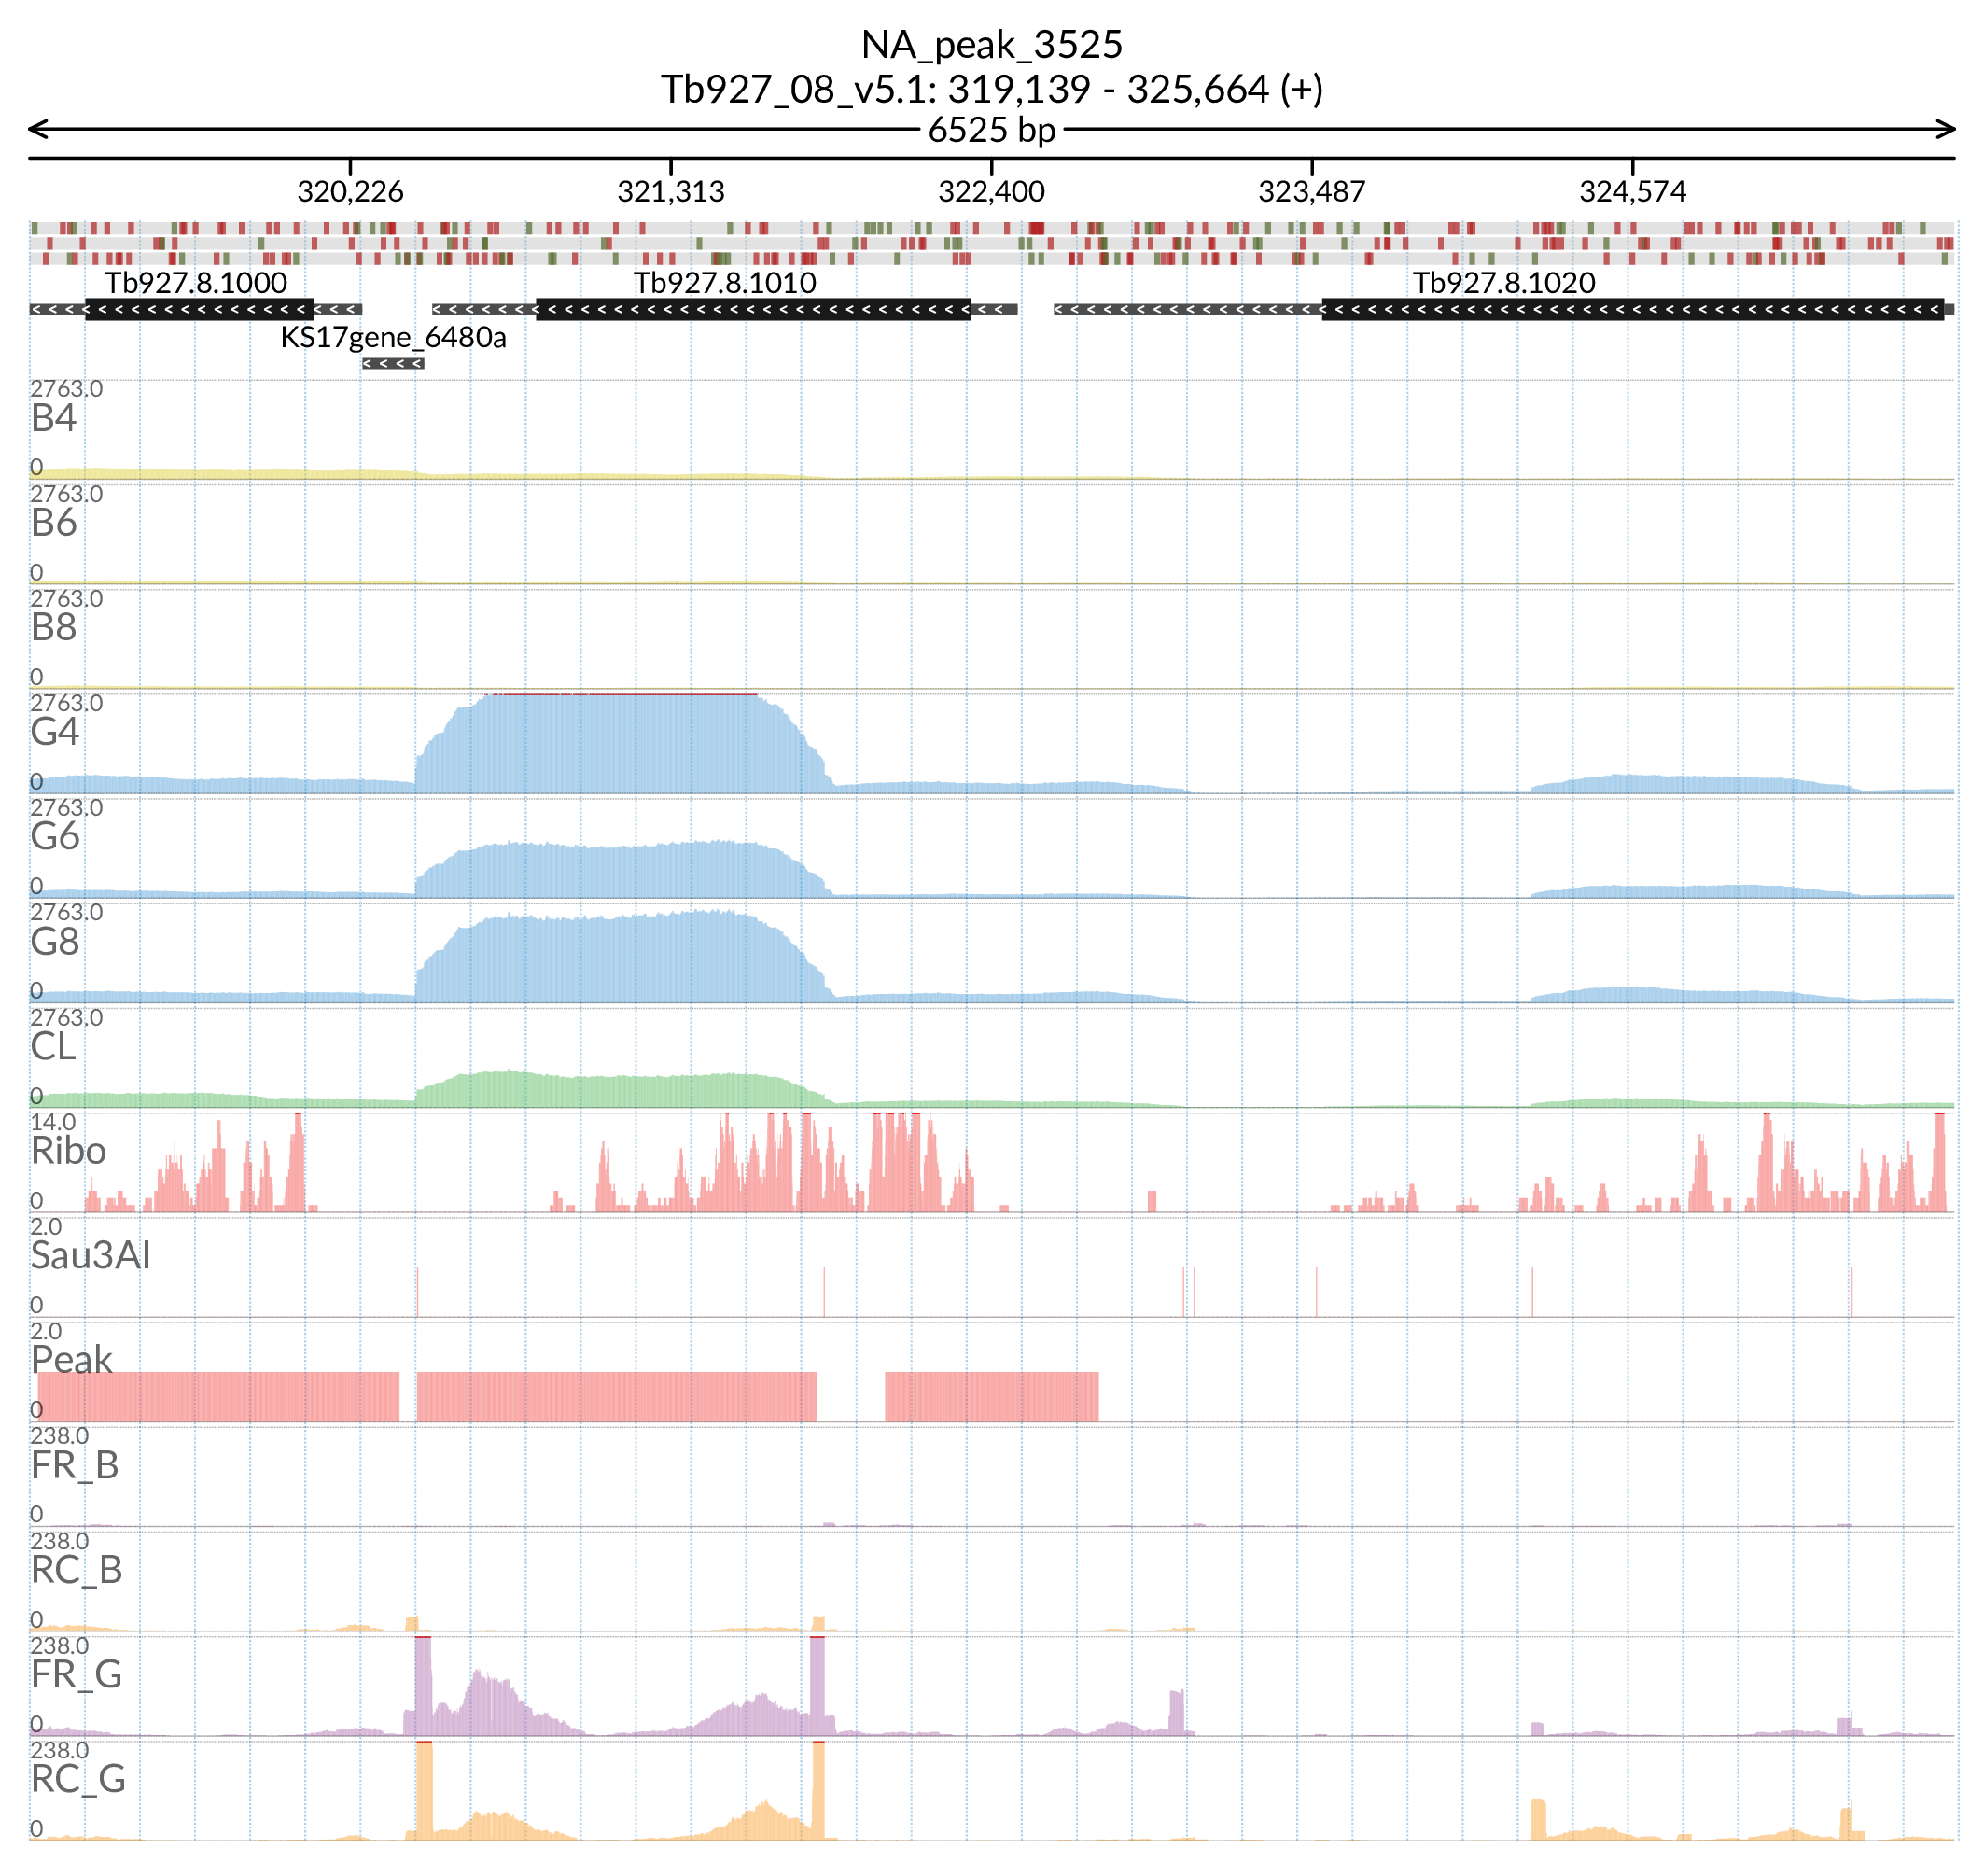 NA_peak_3525
Tb927_08_v5.1: 319,139 - 325,664 (+)
6525 bp
320,226 321,313 322,400 323,487 324,574
Tb927.8.1000 Tb927.8.1010 Tb927.8.1020
KS17gene_6480a
2763.0
B4
0
2763.0
B6
0
2763.0
B8
0
2763.0
G4
0
2763.0
G6
0
2763.0
G8
0
2763.0
CL
0
14.0
Ribo
0
2.0
Sau3AI
0
2.0
Peak
0
238.0
FR_B
0
238.0
RC_B
0
238.0
FR_G
0
238.0
RC_G
0